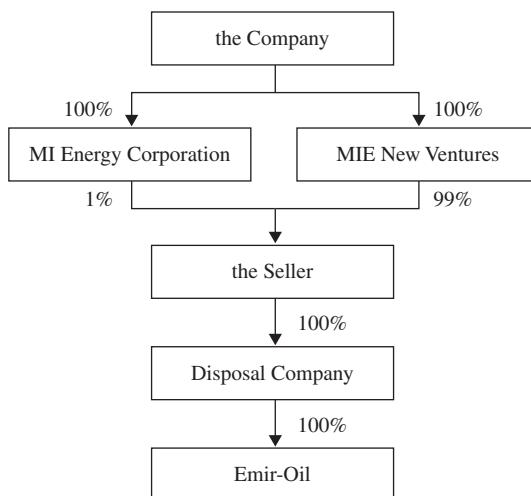 the Company
100%
100%
MI Energy Corporation
MIE New Ventures
1%
99%
the Seller
100%
Disposal Company
100%
Emir-Oil